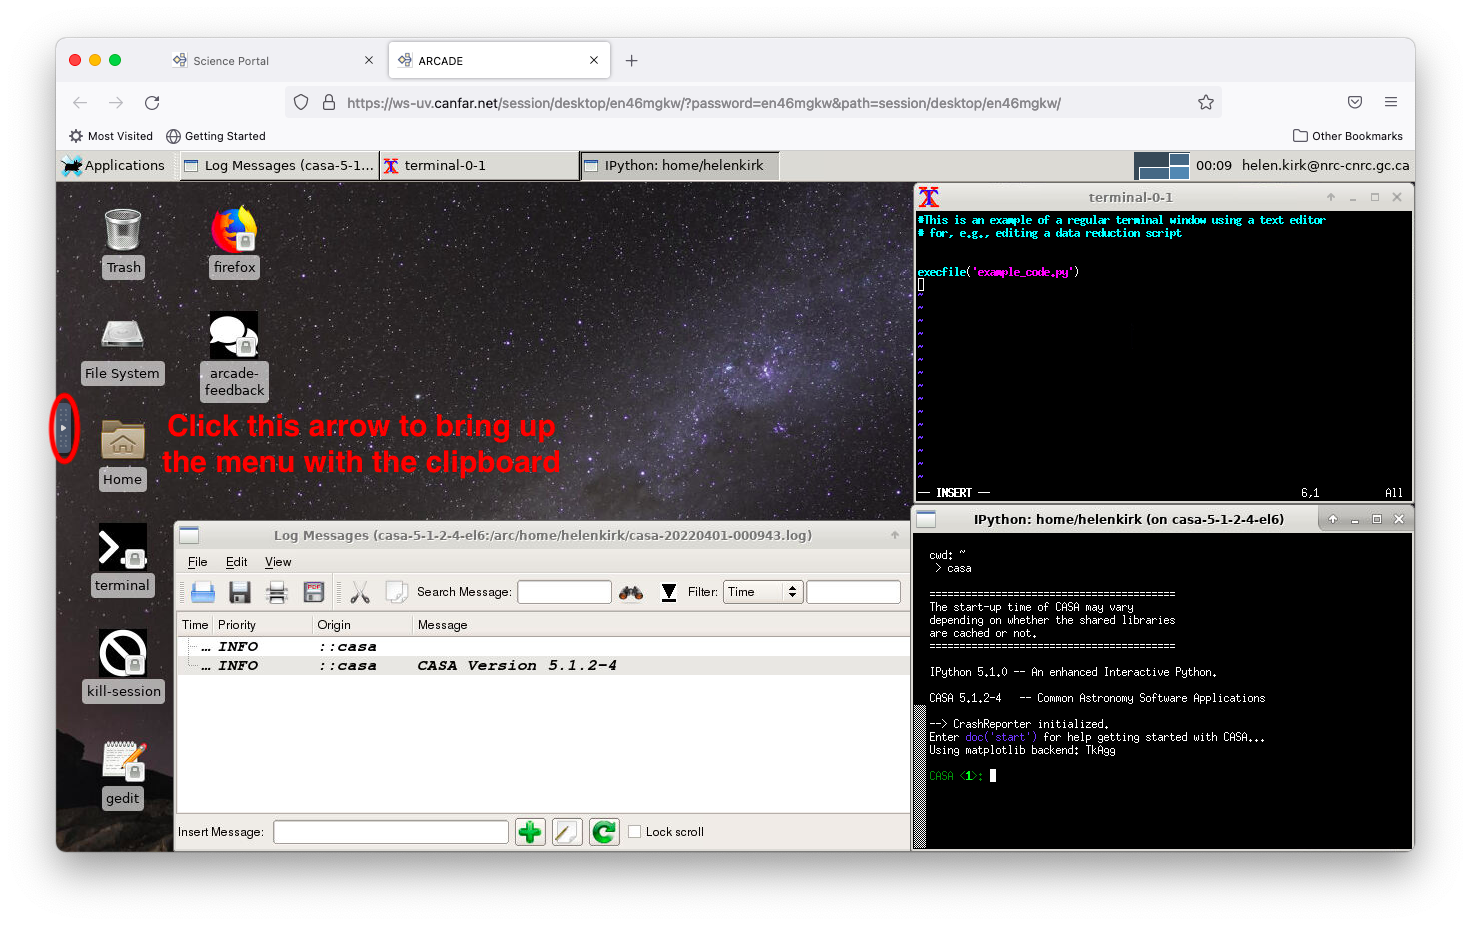 Science Portal
ARCADE
https://ws-uv.canfar.net/session/desktop/en46mgkw/?password=en46mgkw&path=session/desktop/en46mgkw/
Most Visited
Getting Started
Other Bookmarks
Applications
Log Messages (casa-5-1...
terminal-0-1
IPython: home/helenkirk
00:09
helen.kirk@nrc-cnrc.gc.ca
Trash
firefox
File System
arcade-
feedback
Home
terminal
kill-session
gedit
Click this arrow to bring up
the menu with the clipboard
terminal-0-1
#This is an example of a regular terminal window using a text editor
# for, e.g., editing a data reduction script
execfile('example_code.py')
~
~
~
~
~
~
~
~
~
~
~
~
~
~
-- INSERT -- 6,1 All
Log Messages (casa-5-1-2-4-el6:/arc/home/helenkirk/casa-20220401-000943.log)
File Edit View
PDF
Search Message:
Filter: Time
Time Priority Origin Message
... INFO ::casa
... INFO ::casa CASA Version 5.1.2-4
Insert Message:
Lock scroll
IPython: home/helenkirk (on casa-5-1-2-4-el6)
cwd: ~
> casa
=========================================
The start-up time of CASA may vary
depending on whether the shared libraries
are cached or not.
=========================================
IPython 5.1.0 -- An enhanced Interactive Python.
CASA 5.1.2-4 -- Common Astronomy Software Applications
--> CrashReporter initialized.
Enter doc('start') for help getting started with CASA...
Using matplotlib backend: TkAgg
CASA <1>: